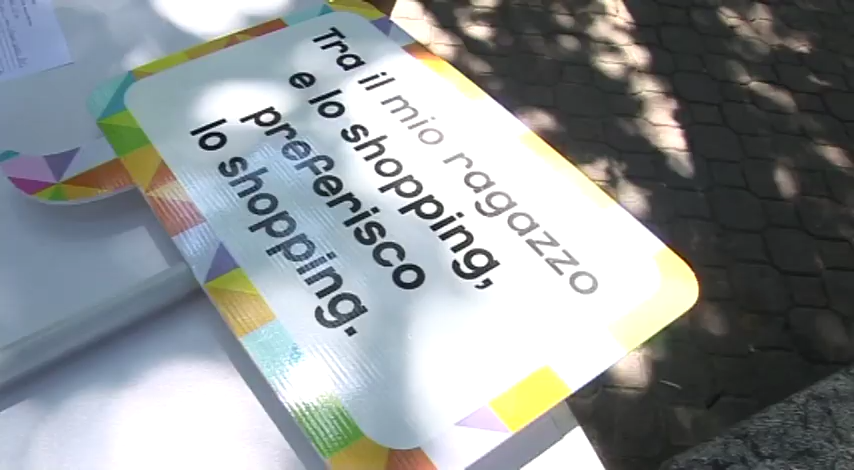 Tra il mio ragazzo
e lo shopping,
preferisco
lo shopping.